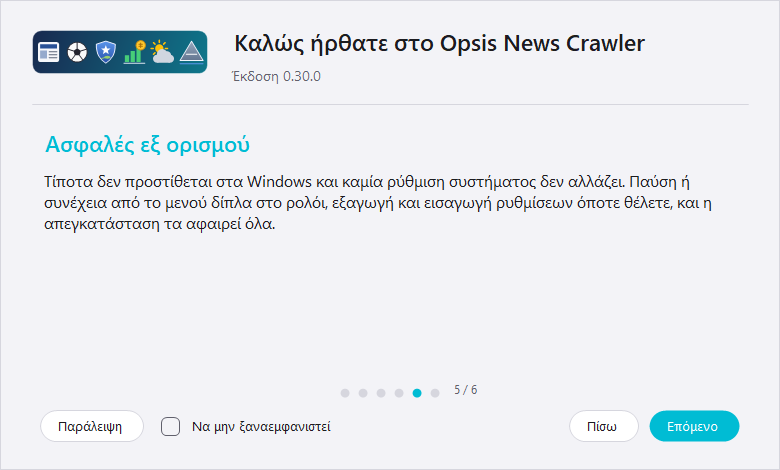 Καλώς ήρθατε στο Opsis News Crawler
Έκδοση 0.30.0
Ασφαλές εξ ορισμού
Τίποτα δεν προστίθεται στα Windows και καμία ρύθμιση συστήματος δεν αλλάζει. Παύση ή
συνέχεια από το μενού δίπλα στο ρολόι, εξαγωγή και εισαγωγή ρυθμίσεων όποτε θέλετε, και η
απεγκατάσταση τα αφαιρεί όλα.
5 / 6
Παράλειψη
Να μην ξαναεμφανιστεί
Πίσω
Επόμενο